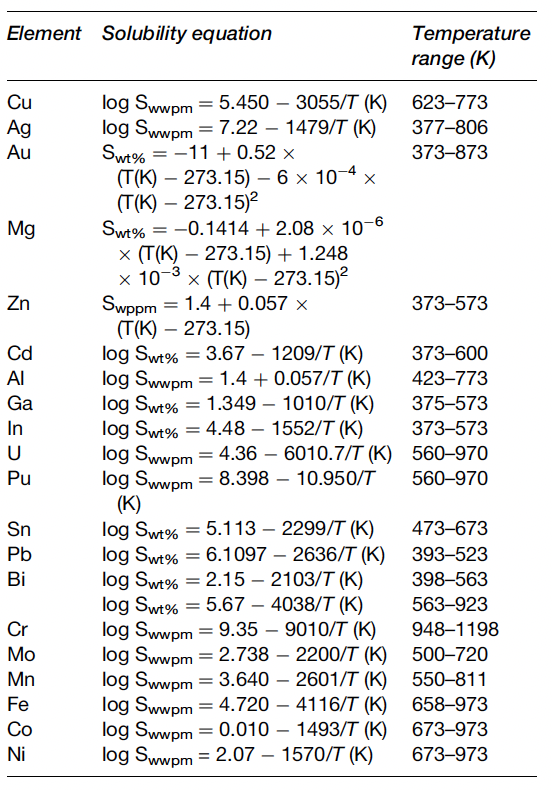 Element Solubility equation Temperature
range (K)
Cu log Swwpm = 5.450 − 3055/T (K) 623–773
Ag log Swwpm = 7.22 − 1479/T (K) 377–806
Au Swt% = −11 + 0.52 × 373–873
(T(K) − 273.15) − 6 × 10⁻⁴ ×
(T(K) − 273.15)²
Mg Swt% = −0.1414 + 2.08 × 10⁻⁶
× (T(K) − 273.15) + 1.248
× 10⁻³ × (T(K) − 273.15)²
Zn Swppm = 1.4 + 0.057 × 373–573
(T(K) − 273.15)
Cd log Swt% = 3.67 − 1209/T (K) 373–600
Al log Swwpm = 1.4 + 0.057/T (K) 423–773
Ga log Swt% = 1.349 − 1010/T (K) 375–573
In log Swt% = 4.48 − 1552/T (K) 373–573
U log Swwpm = 4.36 − 6010.7/T (K) 560–970
Pu log Swwpm = 8.398 − 10.950/T 560–970
(K)
Sn log Swt% = 5.113 − 2299/T (K) 473–673
Pb log Swt% = 6.1097 − 2636/T (K) 393–523
Bi log Swt% = 2.15 − 2103/T (K) 398–563
log Swt% = 5.67 − 4038/T (K) 563–923
Cr log Swwpm = 9.35 − 9010/T (K) 948–1198
Mo log Swwpm = 2.738 − 2200/T (K) 500–720
Mn log Swwpm = 3.640 − 2601/T (K) 550–811
Fe log Swwpm = 4.720 − 4116/T (K) 658–973
Co log Swwpm = 0.010 − 1493/T (K) 673–973
Ni log Swwpm = 2.07 − 1570/T (K) 673–973